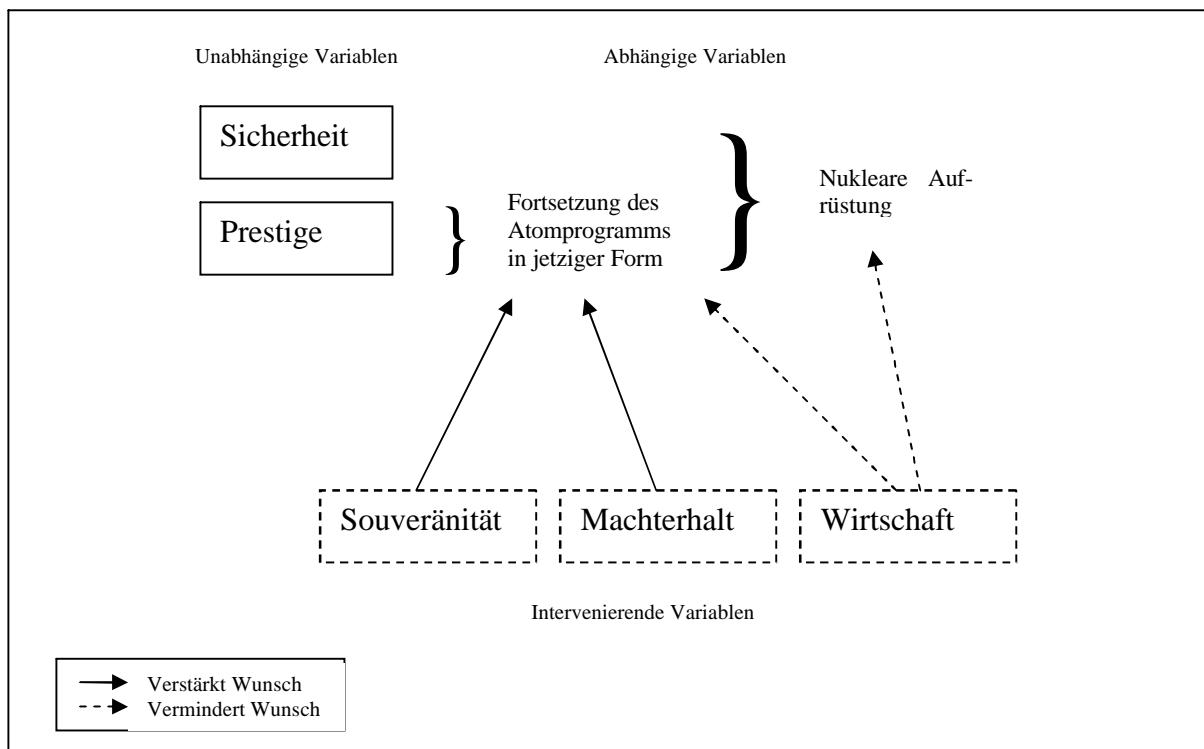 Unabhängige Variablen
Abhängige Variablen
Sicherheit
Prestige
Fortsetzung des
Atomprogramms
in jetziger Form
Nukleare Auf-
rüstung
Souveränität
Machterhalt
Wirtschaft
Intervenierende Variablen
Verstärkt Wunsch
Vermindert Wunsch